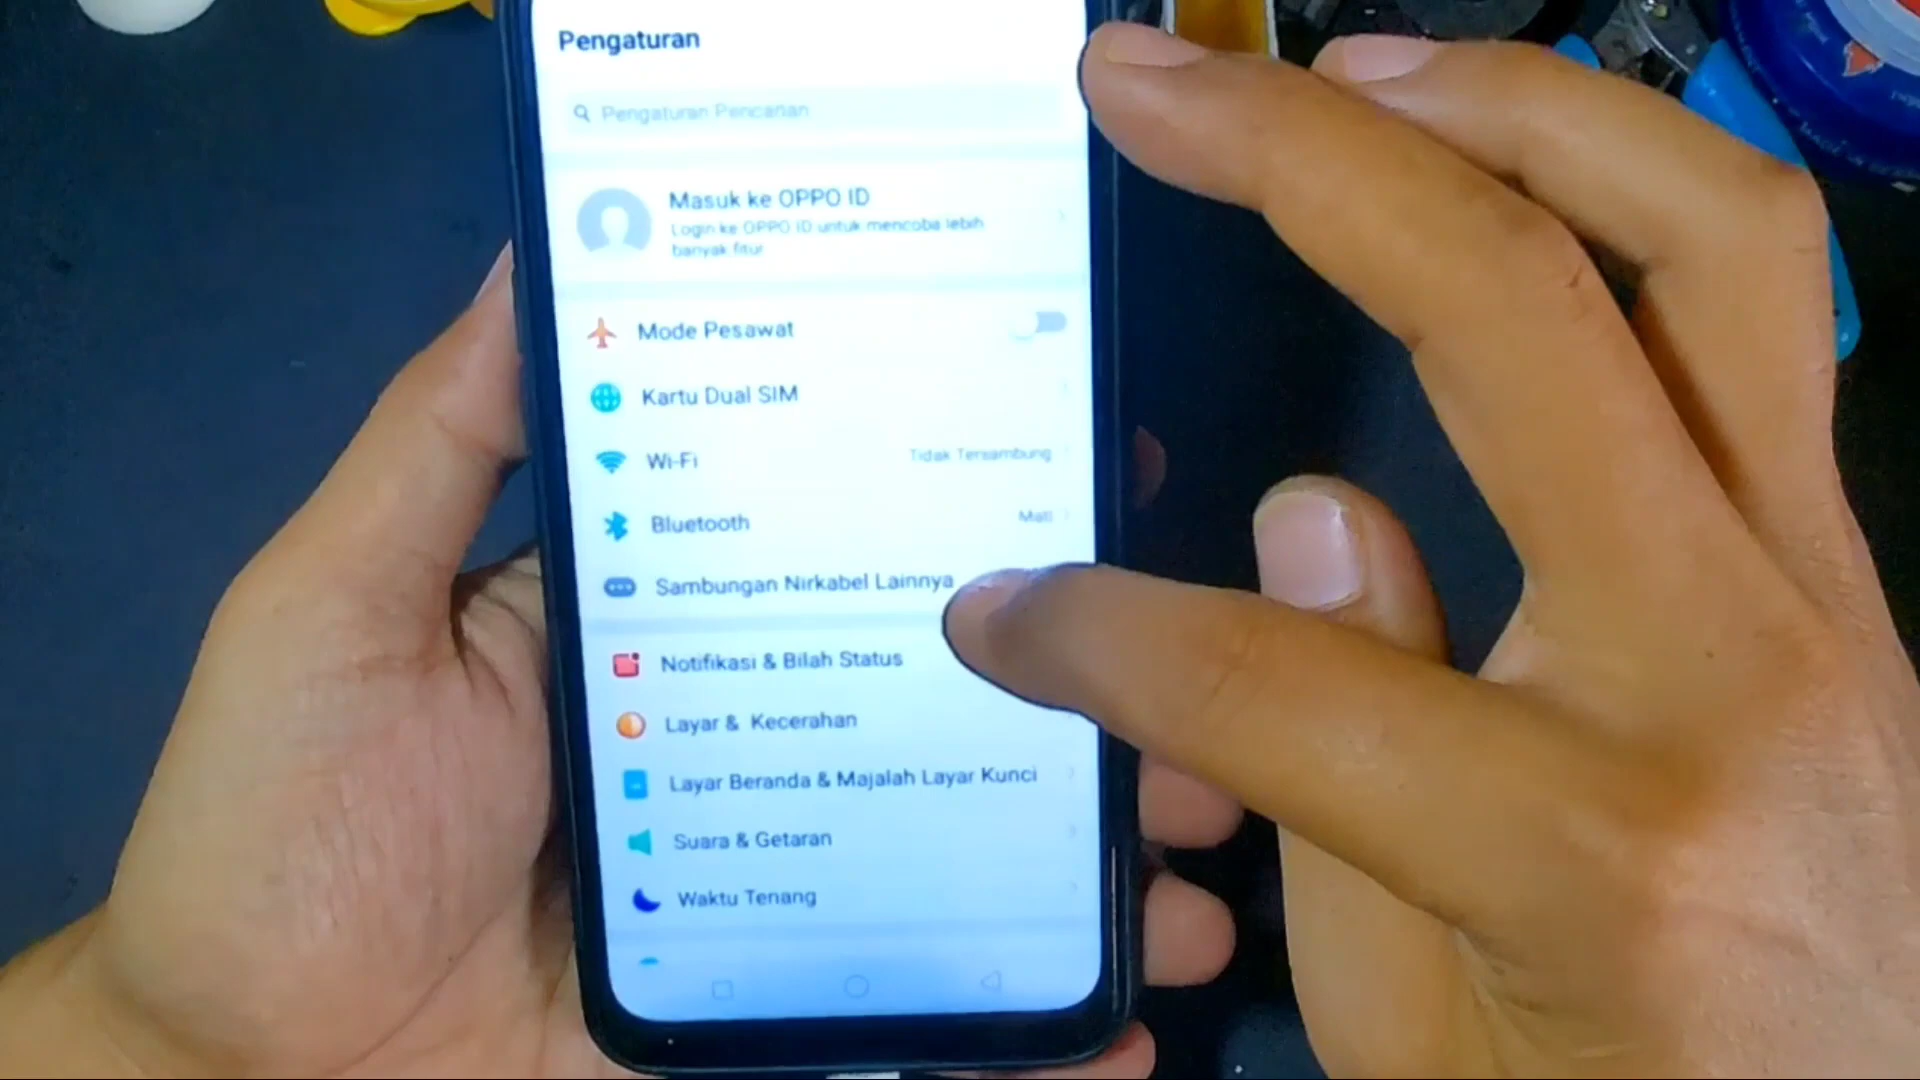 Pengaturan
Pengaturan Pencarian
Masuk ke OPPO ID
Login ke OPPO ID untuk mencoba lebih
banyak fitur
Mode Pesawat
Kartu Dual SIM
Wi-Fi
Tidak Tersambung
Bluetooth
Mati
Sambungan Nirkabel Lainnya
Notifikasi & Bilah Status
Layar & Kecerahan
Layar Beranda & Majalah Layar Kunci
Suara & Getaran
Waktu Tenang